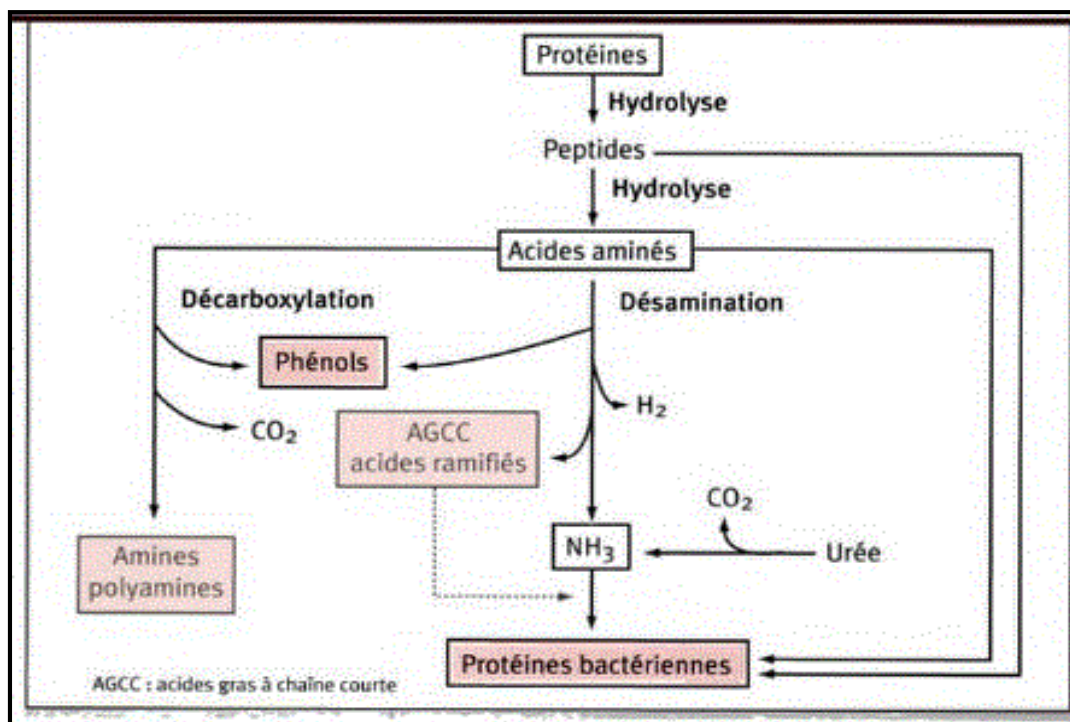 Protéines
Hydrolyse
Peptides
Hydrolyse
Acides aminés
Décarboxylation
Désamination
Phénols
H2
CO2
AGCC
acides ramifiés
CO2
NH3
Urée
Amines
polyamines
Protéines bactériennes
AGCC : acides gras à chaîne courte